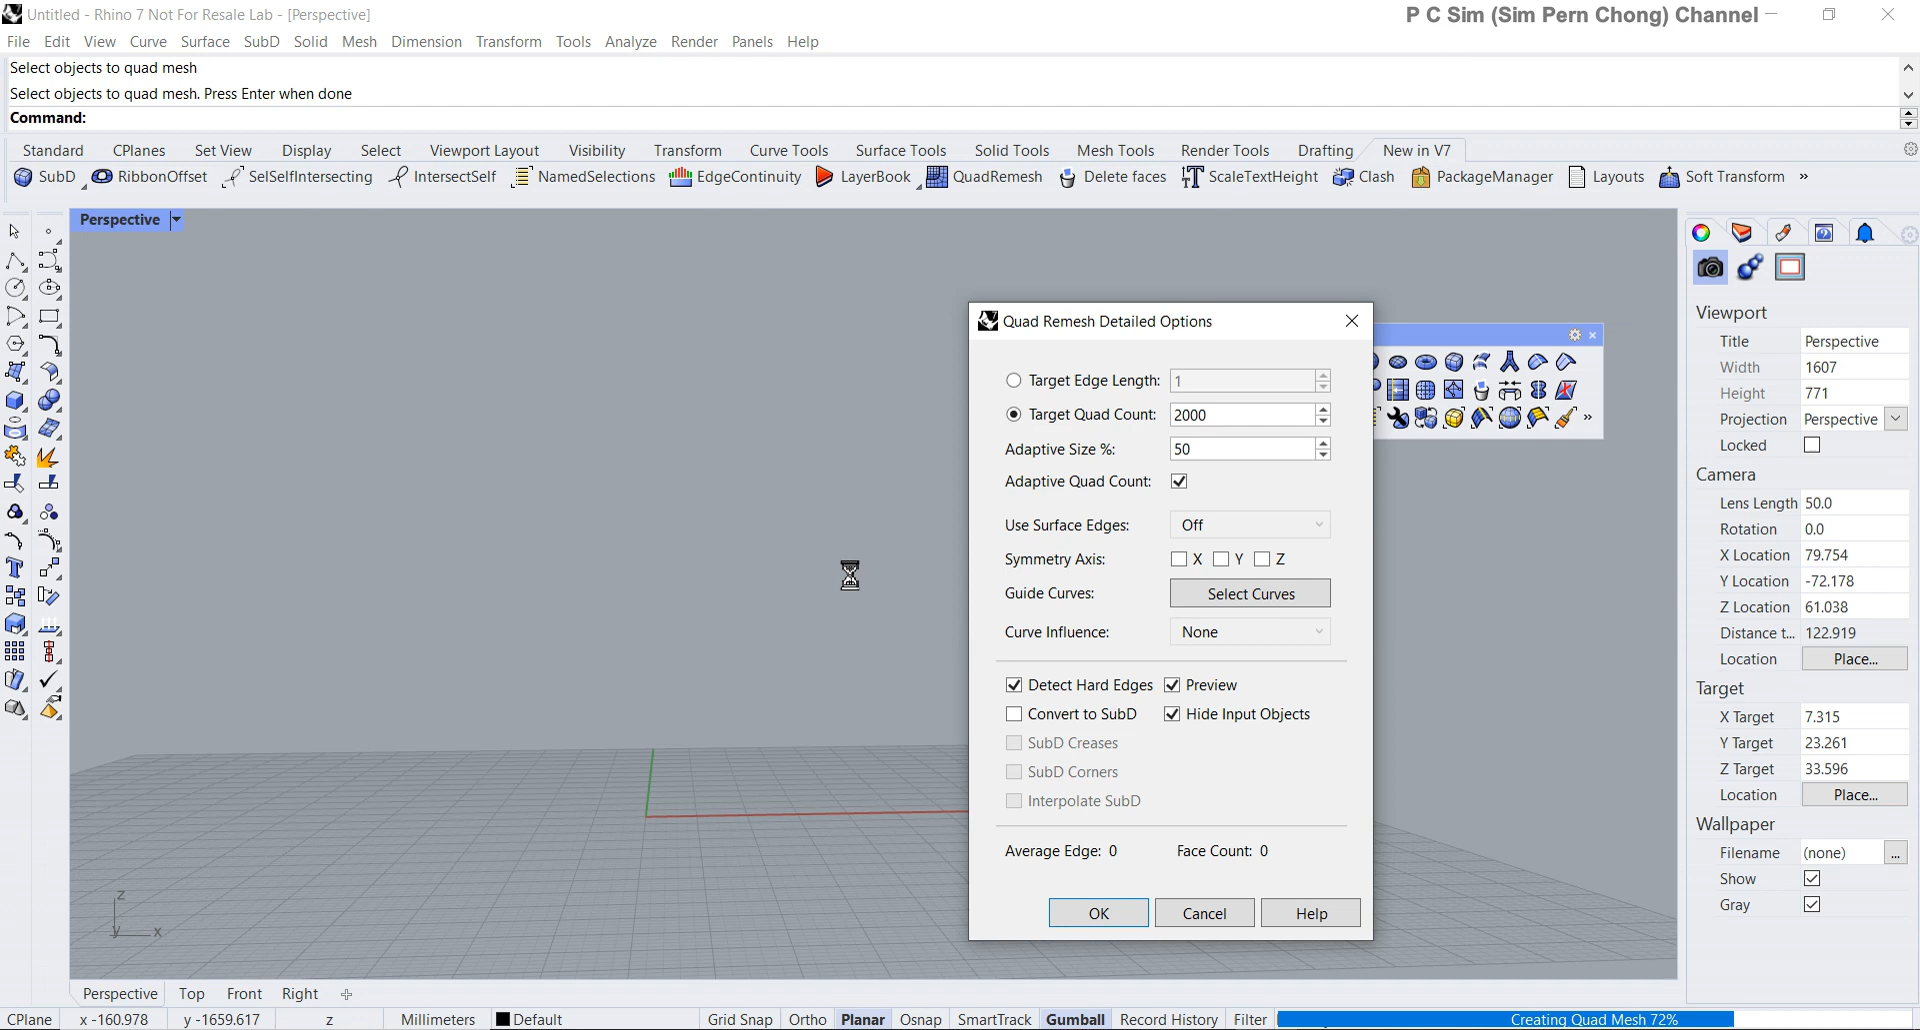 Untitled - Rhino 7 Not For Resale Lab - [Perspective]
P C Sim (Sim Pern Chong) Channel
File Edit View Curve Surface SubD Solid Mesh Dimension Transform Tools Analyze Render Panels Help
Select objects to quad mesh
Select objects to quad mesh. Press Enter when done
Command:
Standard CPlanes Set View Display Select Viewport Layout Visibility Transform Curve Tools Surface Tools Solid Tools Mesh Tools Render Tools Drafting New in V7
SubD RibbonOffset SelSelfIntersecting IntersectSelf NamedSelections EdgeContinuity LayerBook QuadRemesh Delete faces ScaleTextHeight Clash PackageManager Layouts Soft Transform »
Perspective
Quad Remesh Detailed Options
Target Edge Length: 1
Target Quad Count: 2000
Adaptive Size %: 50
Adaptive Quad Count:
Use Surface Edges: Off
Symmetry Axis: X Y Z
Guide Curves: Select Curves
Curve Influence: None
Detect Hard Edges Preview
Convert to SubD Hide Input Objects
SubD Creases
SubD Corners
Interpolate SubD
Average Edge: 0 Face Count: 0
OK Cancel Help
»
Viewport
Title Perspective
Width 1607
Height 771
Projection Perspective
Locked
Camera
Lens Length 50.0
Rotation 0.0
X Location 79.754
Y Location -72.178
Z Location 61.038
Distance t... 122.919
Location Place...
Target
X Target 7.315
Y Target 23.261
Z Target 33.596
Location Place...
Wallpaper
Filename (none) ...
Show
Gray
z
y x
Perspective Top Front Right
CPlane x -160.978 y -1659.617 z Millimeters Default Grid Snap Ortho Planar Osnap SmartTrack Gumball Record History Filter Creating Quad Mesh 72%